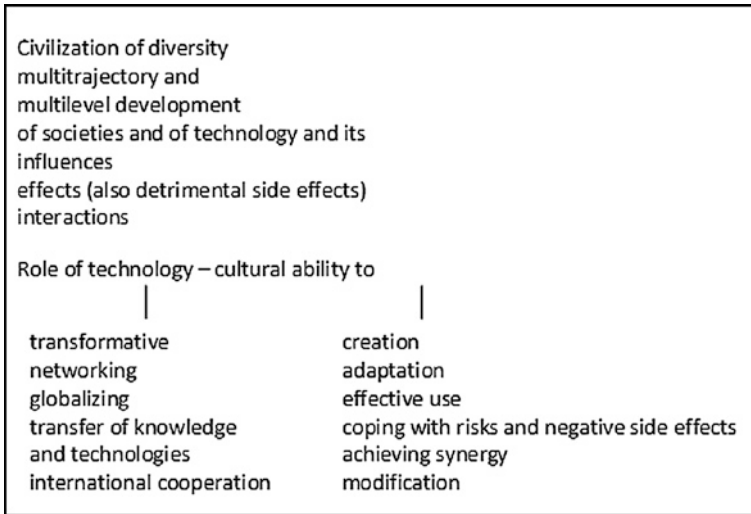 Civilization of diversity
multitrajectory and
multilevel development
of societies and of technology and its
influences
effects (also detrimental side effects)
interactions
Role of technology – cultural ability to
transformative
networking
globalizing
transfer of knowledge
and technologies
international cooperation
creation
adaptation
effective use
coping with risks and negative side effects
achieving synergy
modification